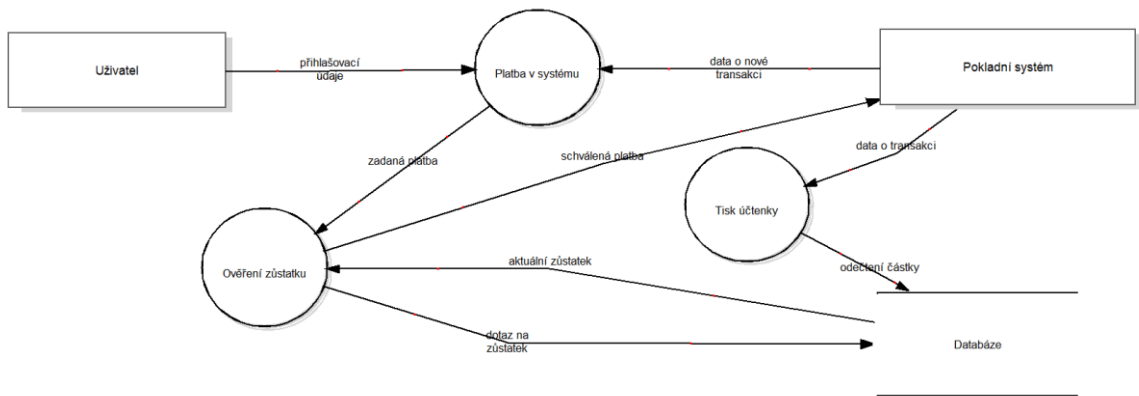 Uživatel
přihlašovací
údaje
Platba v systému
data o nové
transakci
Pokladní systém
zadaná platba
schválená platba
data o transakci
Tisk účtenky
Ověření zůstatku
aktuální zůstatek
odečtení částky
dotaz na
zůstatek
Databáze